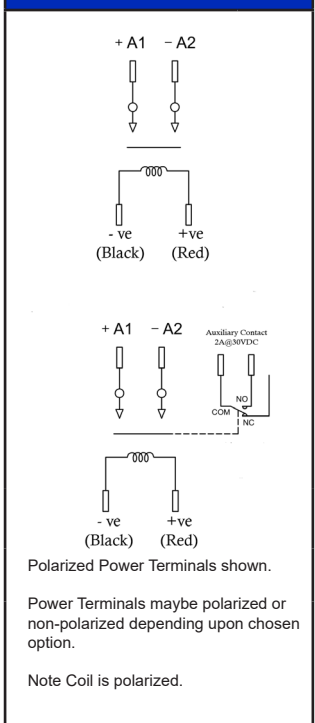 + A1 − A2
- ve +ve
(Black) (Red)
+ A1 − A2
Auxiliary Contact
2A@30VDC
NO
COM
NC
- ve +ve
(Black) (Red)
Polarized Power Terminals shown.
Power Terminals maybe polarized or
non-polarized depending upon chosen
option.
Note Coil is polarized.